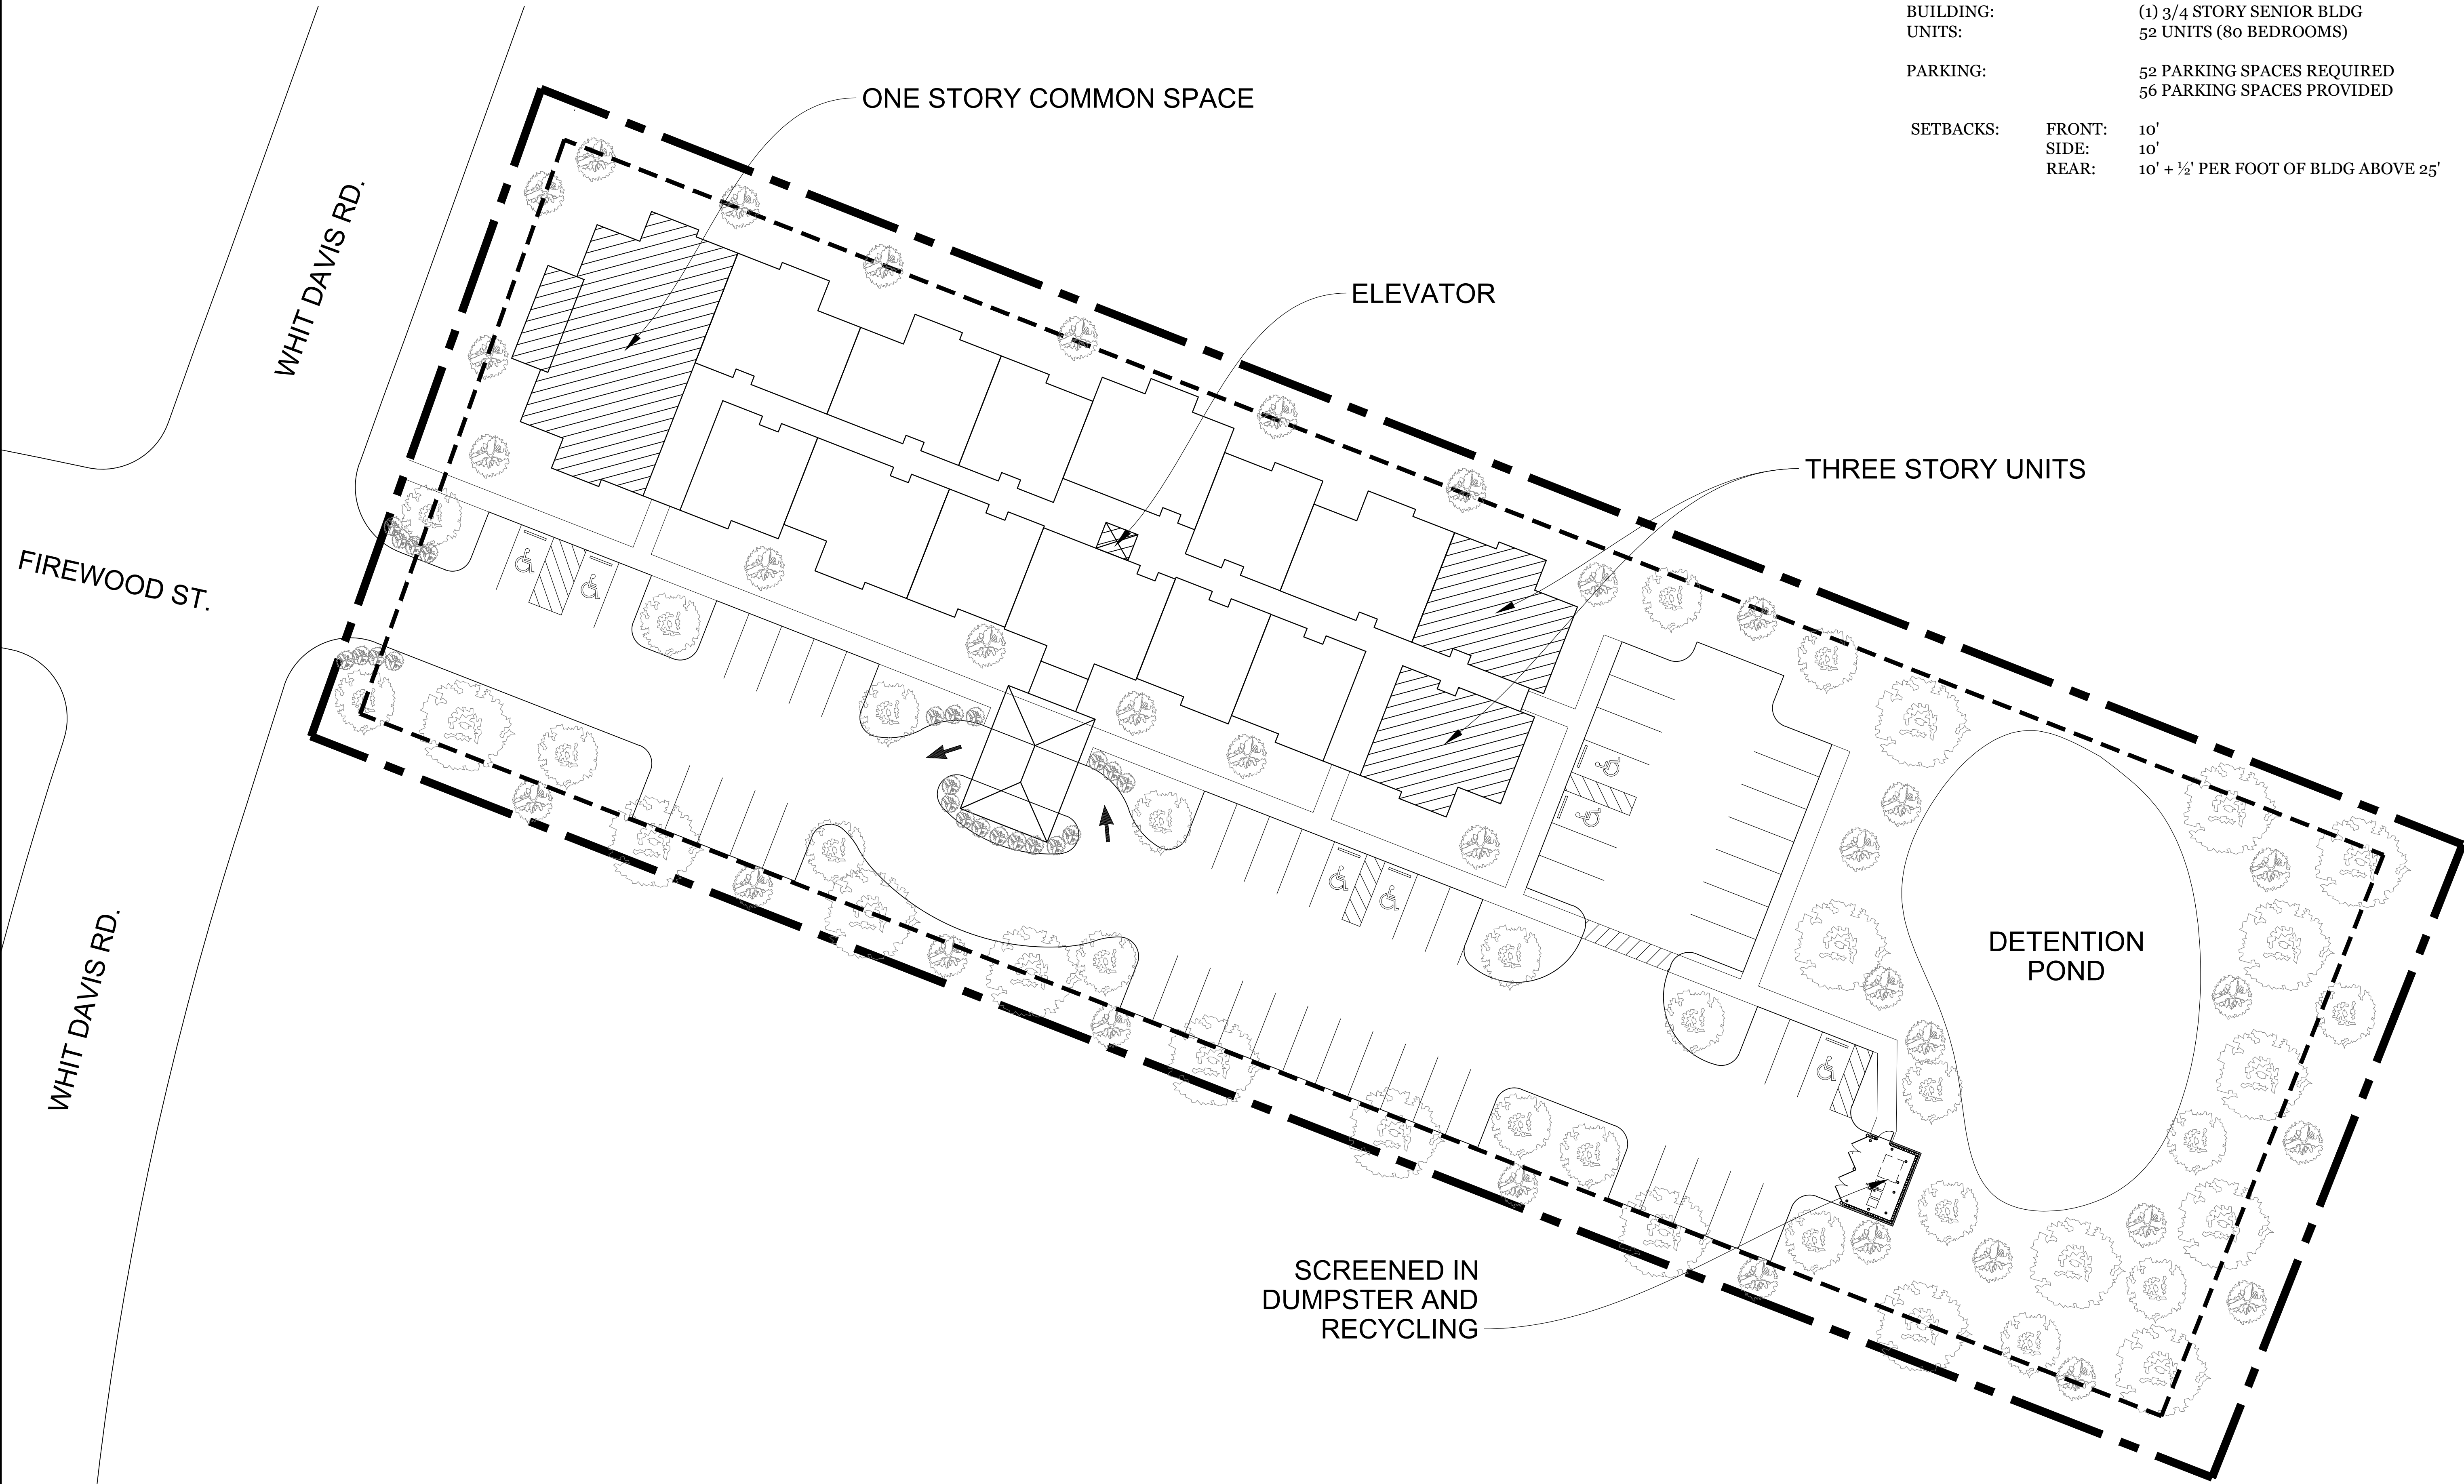 BUILDING: (1) 3/4 STORY SENIOR BLDG
UNITS: 52 UNITS (80 BEDROOMS)
PARKING: 52 PARKING SPACES REQUIRED
56 PARKING SPACES PROVIDED
SETBACKS: FRONT: 10'
SIDE: 10'
REAR: 10' + ½' PER FOOT OF BLDG ABOVE 25'
ONE STORY COMMON SPACE
ELEVATOR
THREE STORY UNITS
WHIT DAVIS RD.
FIREWOOD ST.
WHIT DAVIS RD.
DETENTION
POND
SCREENED IN
DUMPSTER AND
RECYCLING